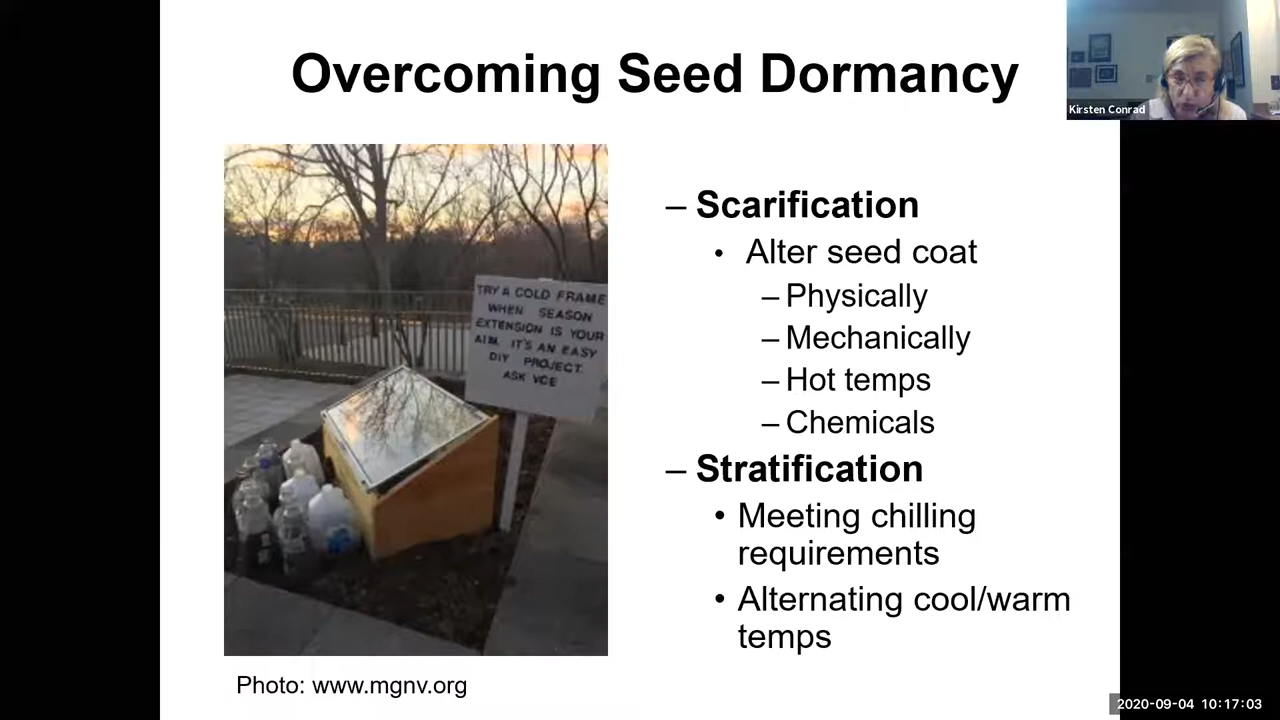 Overcoming Seed Dormancy
Kirsten Conrad
TRY A COLD FRAME
WHEN SEASON
EXTENSION IS YOUR
AIM. IT'S AN EASY
DIY PROJECT.
ASK VCE
– Scarification
• Alter seed coat
– Physically
– Mechanically
– Hot temps
– Chemicals
– Stratification
• Meeting chilling
requirements
• Alternating cool/warm
temps
Photo: www.mgnv.org
2020-09-04 10:17:03